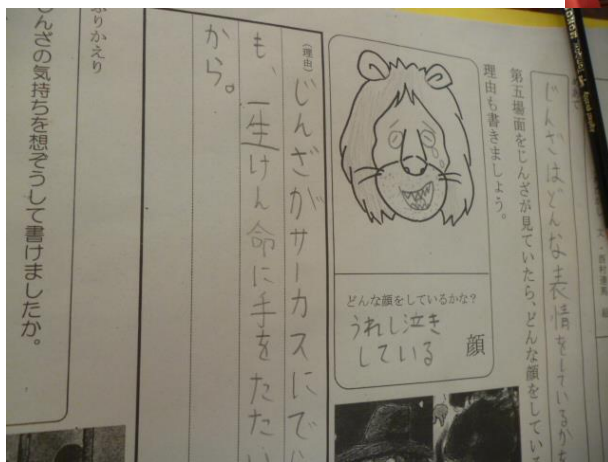 じんざはどんな表情をしているかを
第五場面をじんざが見ていたら、どんな顔をしている
理由も書きましょう。
どんな顔をしているかな?
うれし泣き
している
顔
(理由)
じんざがサーカスにで
も、一生けん命に手をたたい
から。
ふりかえり
じんざの気持ちを想ぞうして書けましたか。